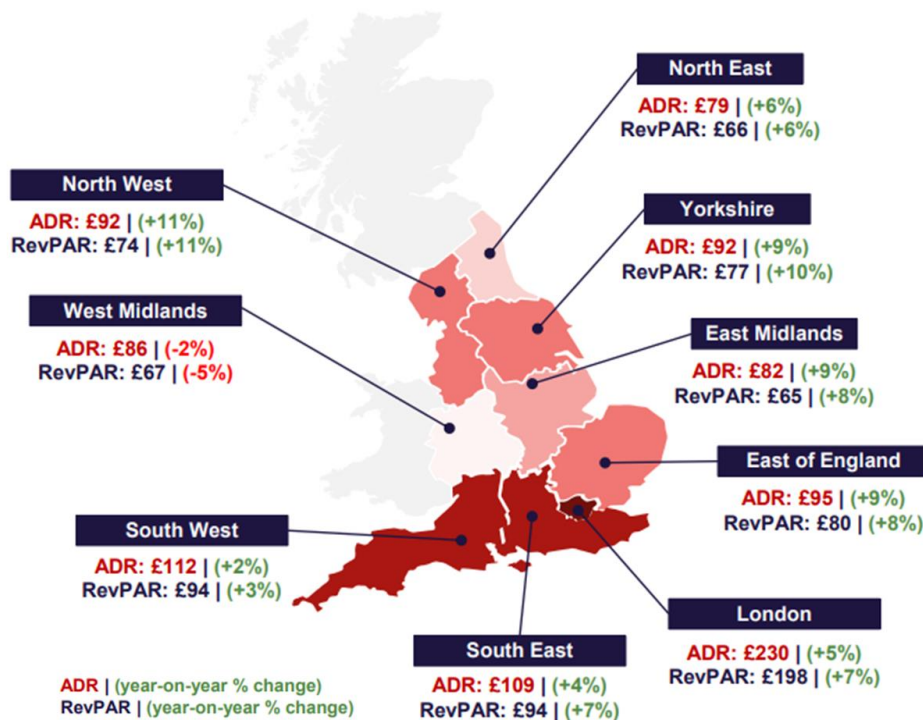 North East
ADR: £79 | (+6%)
RevPAR: £66 | (+6%)
North West
ADR: £92 | (+11%)
RevPAR: £74 | (+11%)
Yorkshire
ADR: £92 | (+9%)
RevPAR: £77 | (+10%)
West Midlands
ADR: £86 | (-2%)
RevPAR: £67 | (-5%)
East Midlands
ADR: £82 | (+9%)
RevPAR: £65 | (+8%)
East of England
ADR: £95 | (+9%)
RevPAR: £80 | (+8%)
South West
ADR: £112 | (+2%)
RevPAR: £94 | (+3%)
London
ADR: £230 | (+5%)
RevPAR: £198 | (+7%)
South East
ADR: £109 | (+4%)
RevPAR: £94 | (+7%)
ADR | (year-on-year % change)
RevPAR | (year-on-year % change)